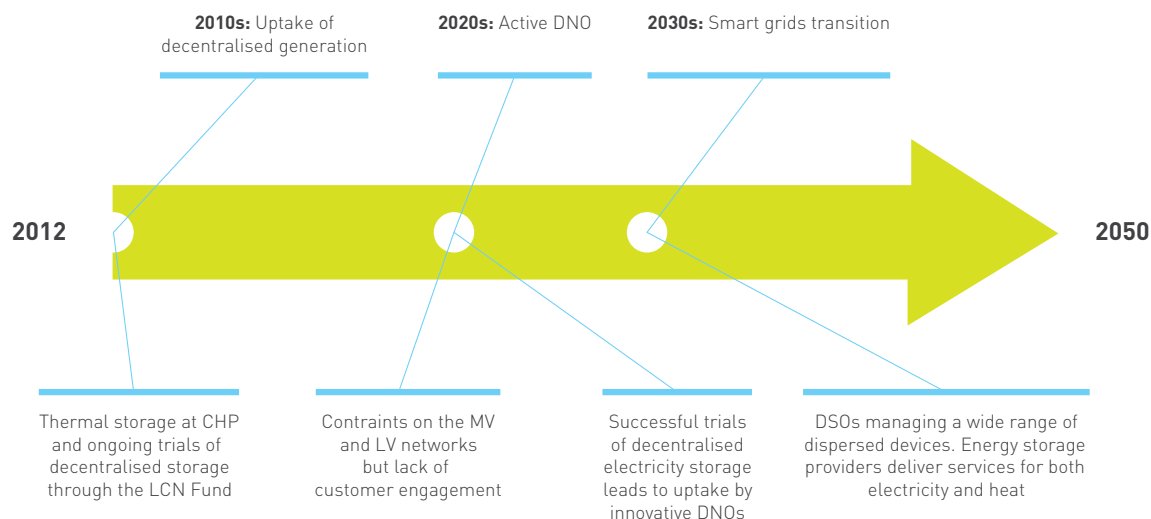 2010s: Uptake of
decentralised generation
2020s: Active DNO
2030s: Smart grids transition
2012
2050
Thermal storage at CHP
and ongoing trials of
decentralised storage
through the LCN Fund
Contraints on the MV
and LV networks
but lack of
customer engagement
Successful trials
of decentralised
electricity storage
leads to uptake by
innovative DNOs
DSOs managing a wide range of
dispersed devices. Energy storage
providers deliver services for both
electricity and heat